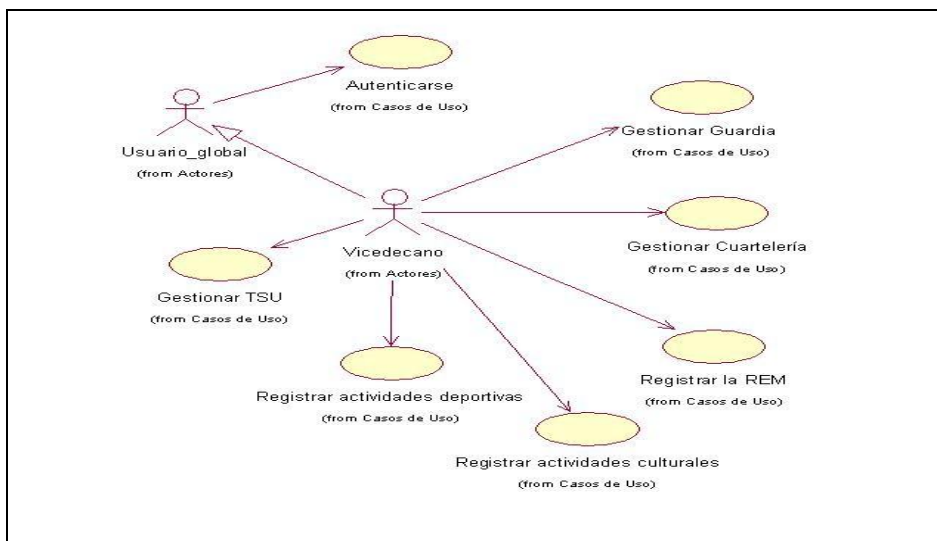 Autenticarse
(from Casos de Uso)
Usuario_global
(from Actores)
Gestionar Guardia
(from Casos de Uso)
Vicedecano
(from Actores)
Gestionar Cuartelería
(from Casos de Uso)
Gestionar TSU
(from Casos de Uso)
Registrar la REM
(from Casos de Uso)
Registrar actividades deportivas
(from Casos de Uso)
Registrar actividades culturales
(from Casos de Uso)